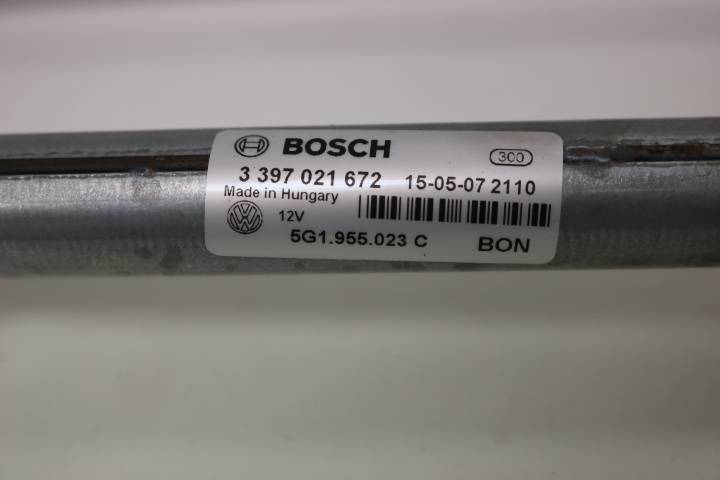 BOSCH
300
3 397 021 672 15-05-07 2110
Made in Hungary
12V
5G1.955.023 C BON